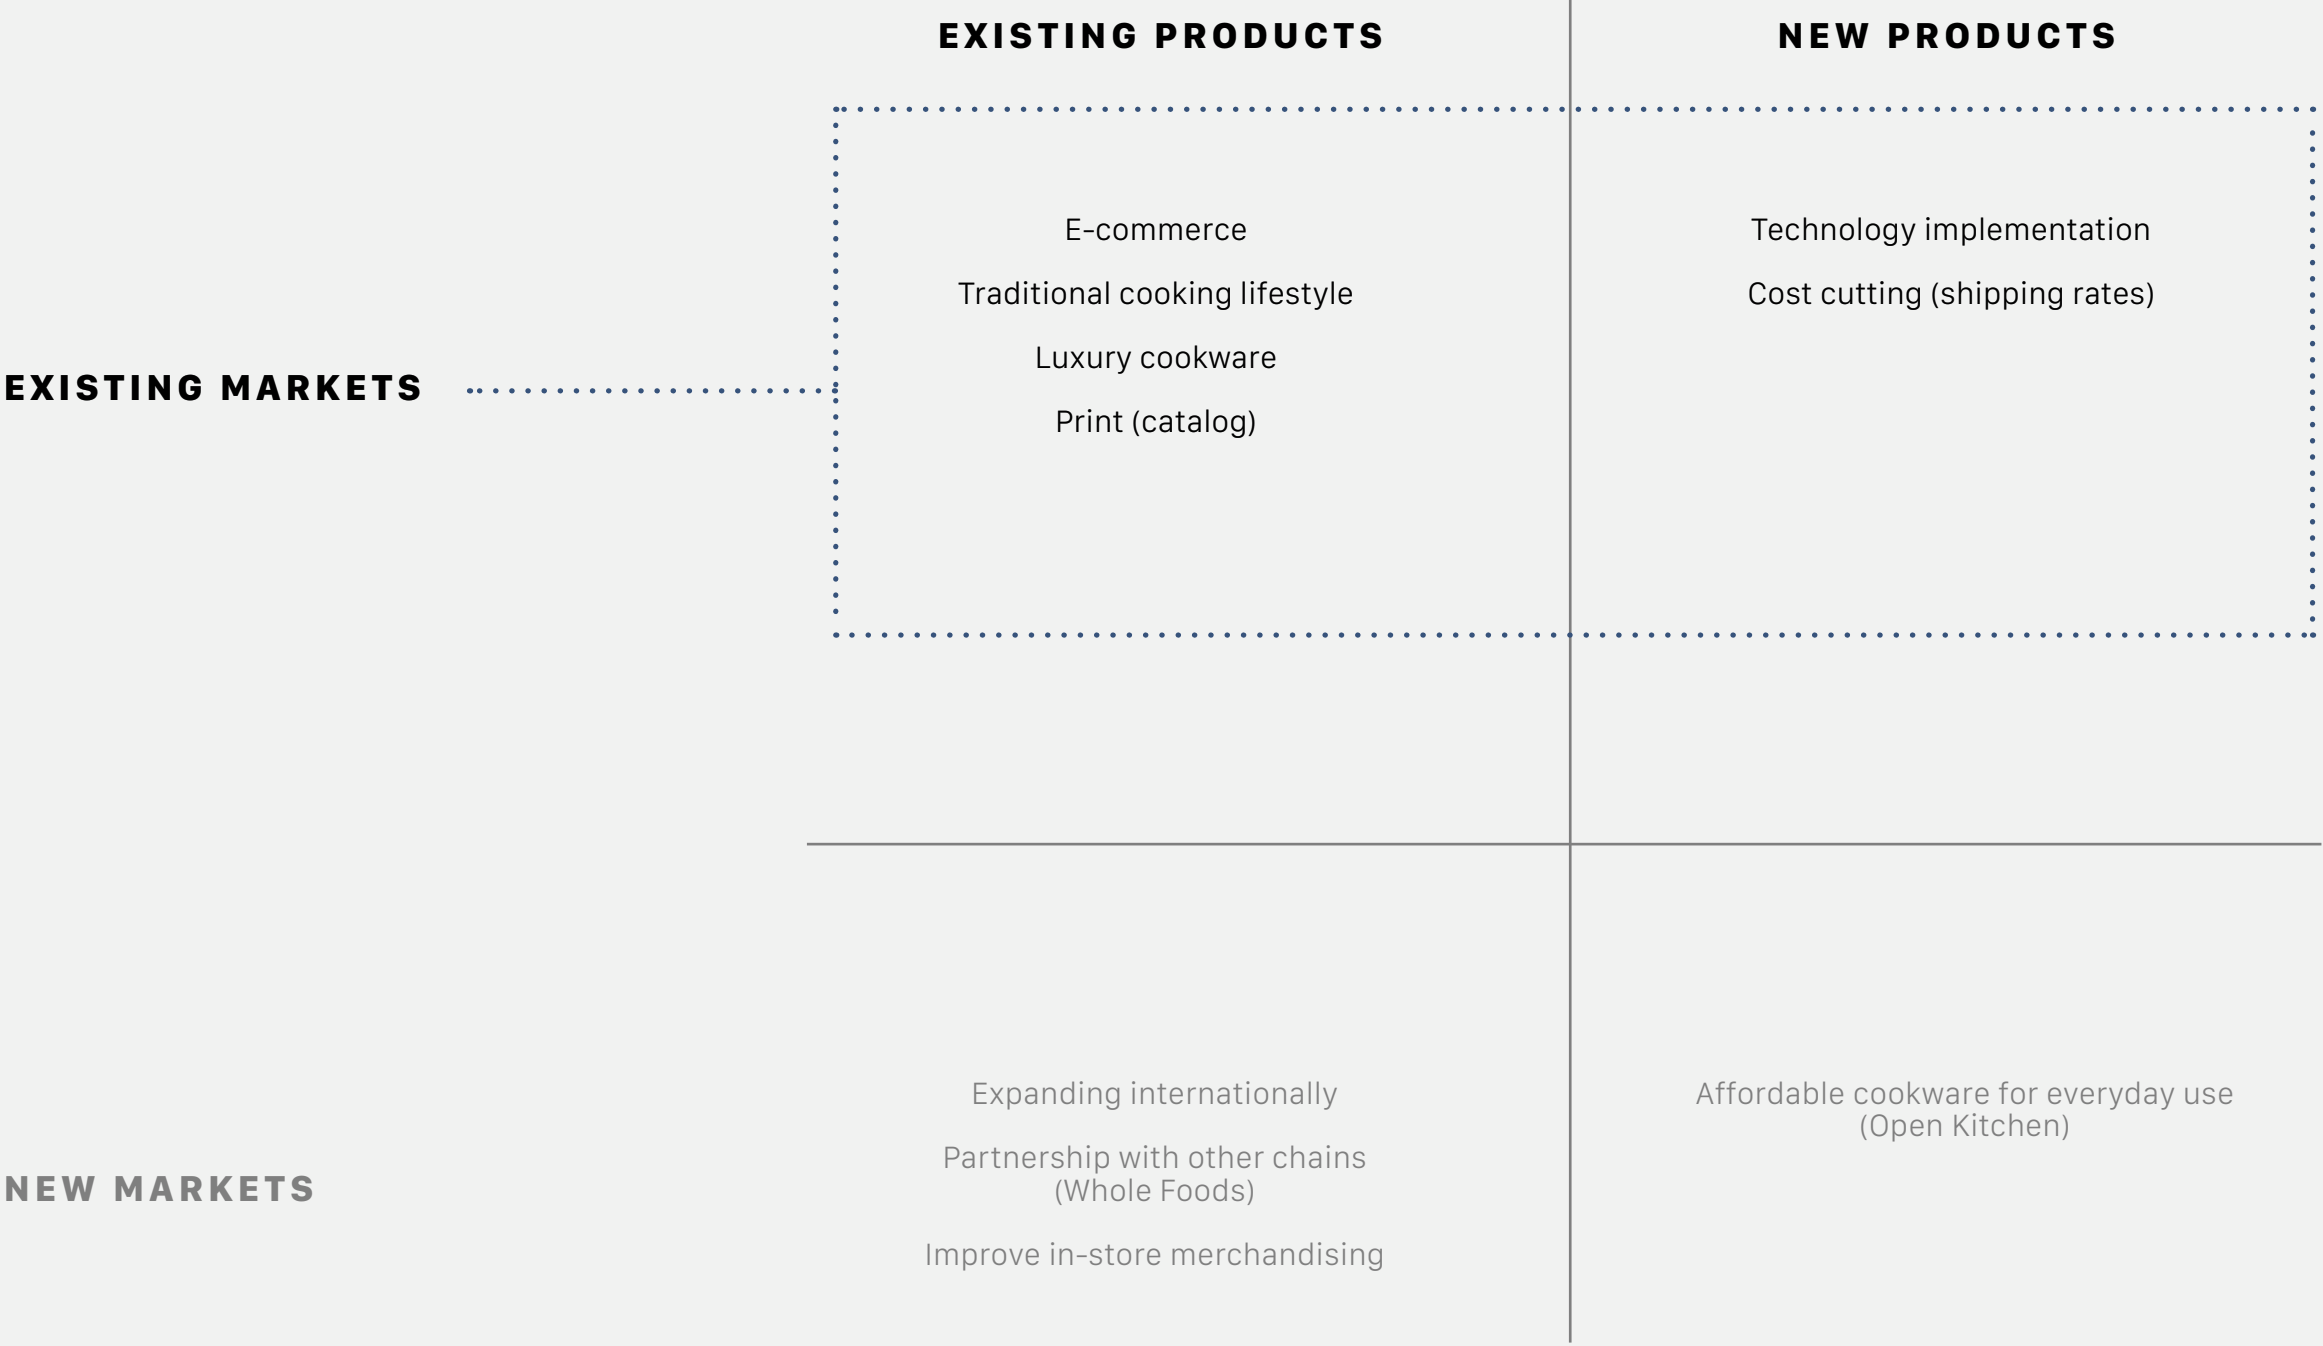 EXISTING PRODUCTS
NEW PRODUCTS
E-commerce
Traditional cooking lifestyle
Luxury cookware
Print (catalog)
Technology implementation
Cost cutting (shipping rates)
EXISTING MARKETS
Expanding internationally
Partnership with other chains
(Whole Foods)
Improve in-store merchandising
Affordable cookware for everyday use
(Open Kitchen)
NEW MARKETS